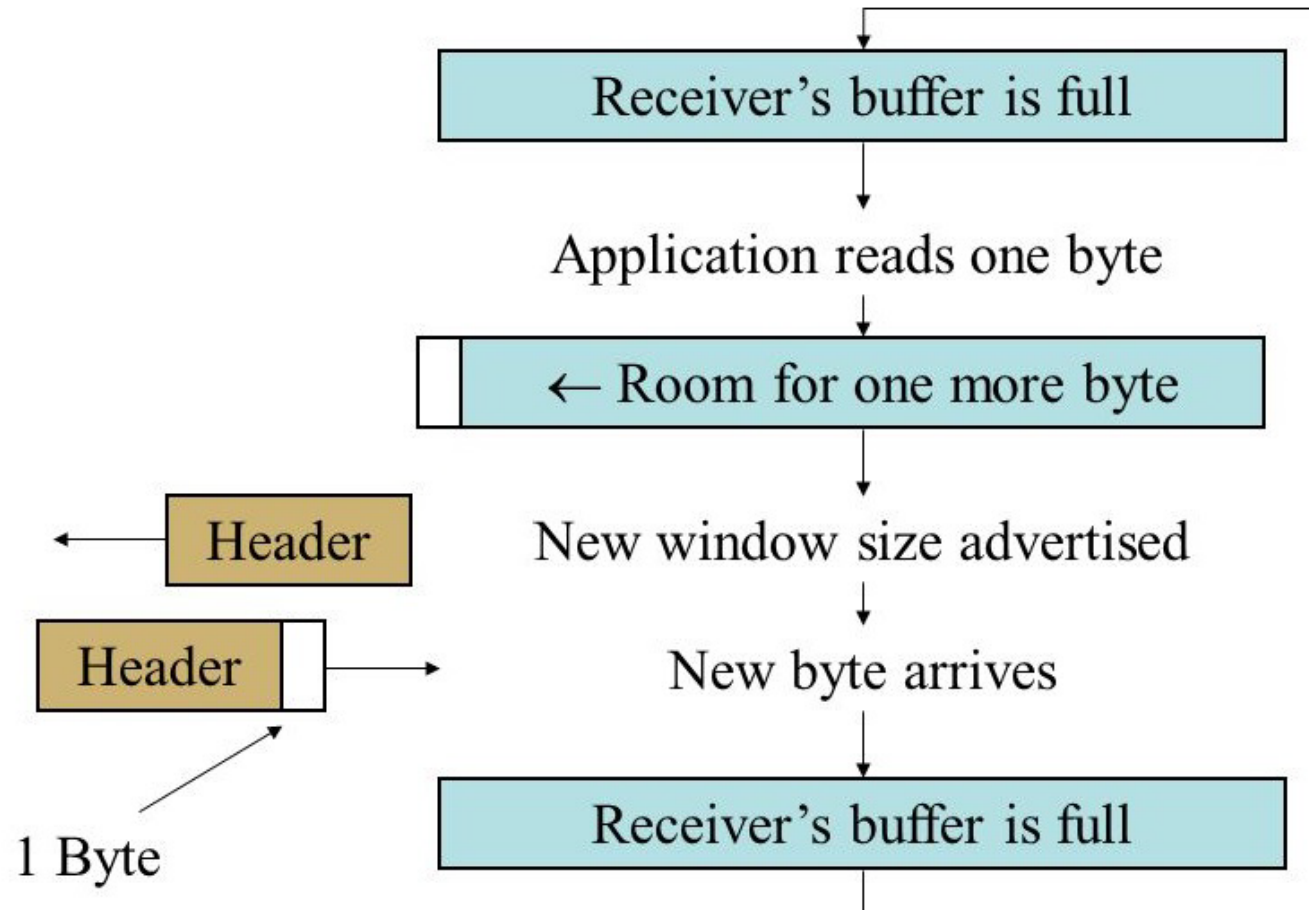 Receiver’s buffer is full
Application reads one byte
← Room for one more byte
Header
New window size advertised
Header
New byte arrives
Receiver’s buffer is full
1 Byte